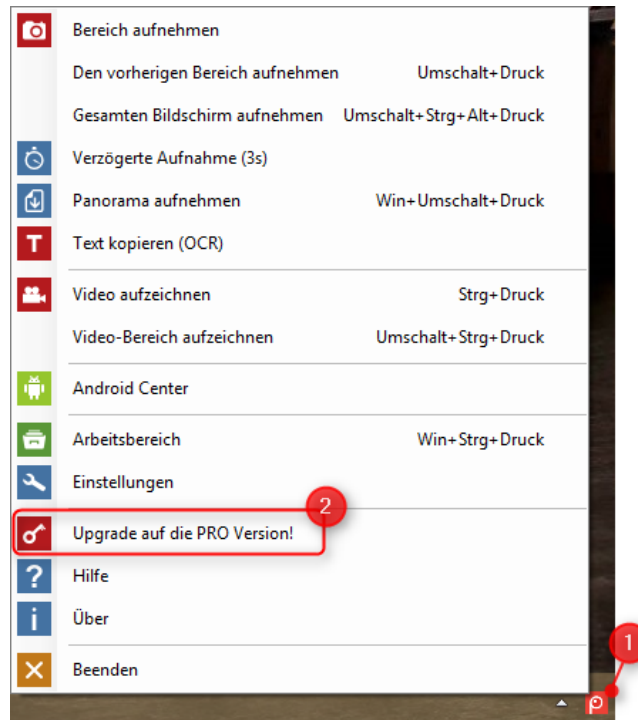 Bereich aufnehmen
Den vorherigen Bereich aufnehmen Umschalt+Druck
Gesamten Bildschirm aufnehmen Umschalt+Strg+Alt+Druck
Verzögerte Aufnahme (3s)
Panorama aufnehmen Win+Umschalt+Druck
T Text kopieren (OCR)
Video aufzeichnen Strg+Druck
Video-Bereich aufzeichnen Umschalt+Strg+Druck
Android Center
Arbeitsbereich Win+Strg+Druck
Einstellungen
2
Upgrade auf die PRO Version!
? Hilfe
i Über
1
Beenden